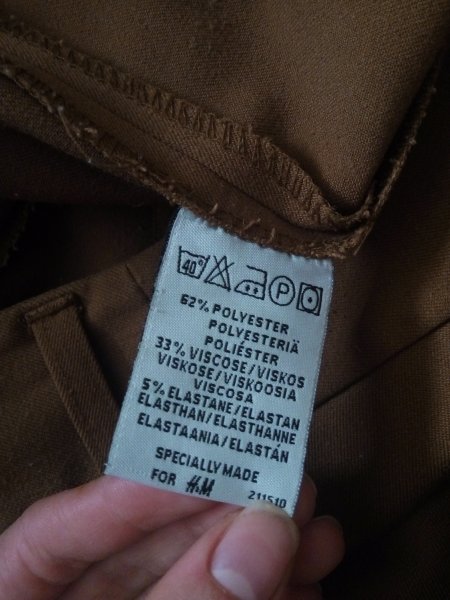 40°
P
62% POLYESTER
POLYESTERIÄ
POLIÉSTER
33% VISCOSE/VISKOS
VISKOSE/VISKOOSIA
VISCOSA
5% ELASTANE/ELASTAN
ELASTHAN/ELASTHANNE
ELASTAANIA/ELASTÁN
SPECIALLY MADE
FOR H&M
211510